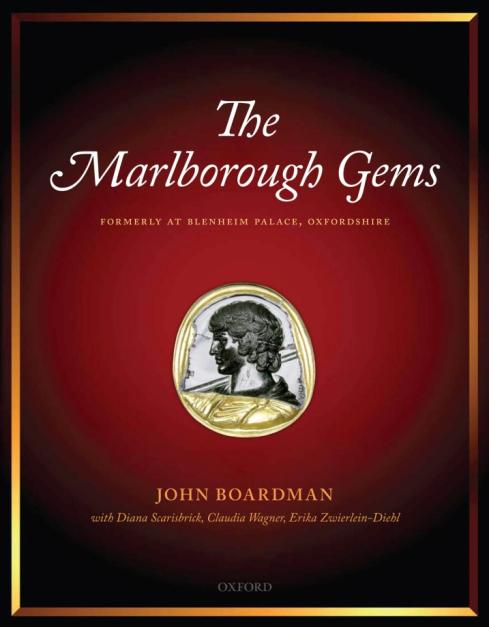 The
Marlborough Gems
FORMERLY AT BLENHEIM PALACE, OXFORDSHIRE
JOHN BOARDMAN
with Diana Scarisbrick, Claudia Wagner, Erika Zwierlein-Diehl
OXFORD